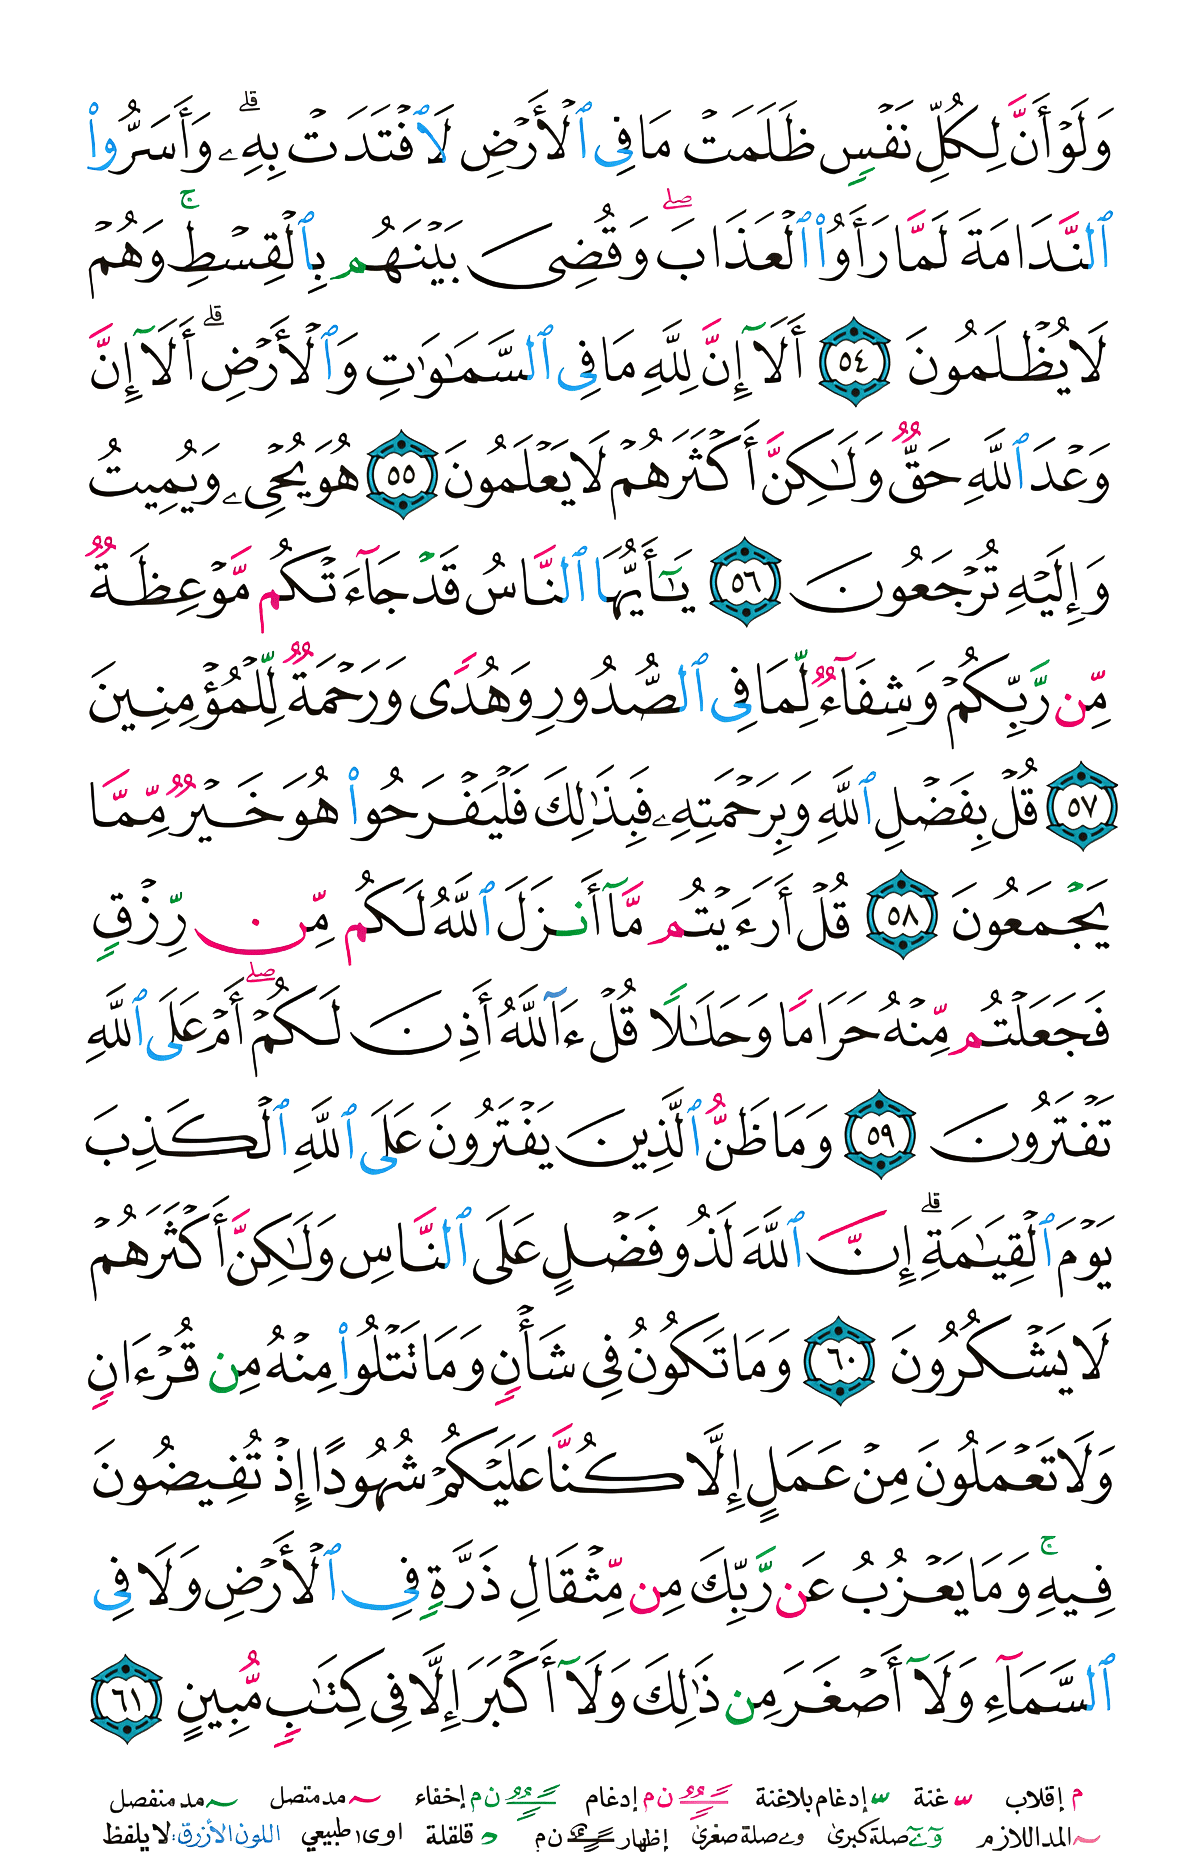 وَلَوْ أَنَّ لِكُلِّ نَفْسٍ ظَلَمَتْ مَا فِى ٱلْأَرْضِ لَٱفْتَدَتْ بِهِۦ ۗ وَأَسَرُّوا۟
ٱلنَّدَامَةَ لَمَّا رَأَوُا۟ ٱلْعَذَابَ ۖ وَقُضِىَ بَيْنَهُم بِٱلْقِسْطِ ۚ وَهُمْ
لَا يُظْلَمُونَ ٥٤ أَلَآ إِنَّ لِلَّهِ مَا فِى ٱلسَّمَـٰوَٰتِ وَٱلْأَرْضِ ۗ أَلَآ إِنَّ
وَعْدَ ٱللَّهِ حَقٌّ وَلَـٰكِنَّ أَكْثَرَهُمْ لَا يَعْلَمُونَ ٥٥ هُوَ يُحْىِۦ وَيُمِيتُ
وَإِلَيْهِ تُرْجَعُونَ ٥٦ يَـٰٓأَيُّهَا ٱلنَّاسُ قَدْ جَآءَتْكُم مَّوْعِظَةٌ
مِّن رَّبِّكُمْ وَشِفَآءٌ لِّمَا فِى ٱلصُّدُورِ وَهُدًى وَرَحْمَةٌ لِّلْمُؤْمِنِينَ
٥٧ قُلْ بِفَضْلِ ٱللَّهِ وَبِرَحْمَتِهِۦ فَبِذَٰلِكَ فَلْيَفْرَحُوا۟ هُوَ خَيْرٌ مِّمَّا
يَجْمَعُونَ ٥٨ قُلْ أَرَءَيْتُم مَّآ أَنزَلَ ٱللَّهُ لَكُم مِّن رِّزْقٍ
فَجَعَلْتُم مِّنْهُ حَرَامًا وَحَلَـٰلًا قُلْ ءَآللَّهُ أَذِنَ لَكُمْ ۖ أَمْ عَلَى ٱللَّهِ
تَفْتَرُونَ ٥٩ وَمَا ظَنُّ ٱلَّذِينَ يَفْتَرُونَ عَلَى ٱللَّهِ ٱلْكَذِبَ
يَوْمَ ٱلْقِيَـٰمَةِ ۗ إِنَّ ٱللَّهَ لَذُو فَضْلٍ عَلَى ٱلنَّاسِ وَلَـٰكِنَّ أَكْثَرَهُمْ
لَا يَشْكُرُونَ ٦٠ وَمَا تَكُونُ فِى شَأْنٍ وَمَا تَتْلُوا۟ مِنْهُ مِن قُرْءَانٍ
وَلَا تَعْمَلُونَ مِنْ عَمَلٍ إِلَّا كُنَّا عَلَيْكُمْ شُهُودًا إِذْ تُفِيضُونَ
فِيهِ ۚ وَمَا يَعْزُبُ عَن رَّبِّكَ مِن مِّثْقَالِ ذَرَّةٍ فِى ٱلْأَرْضِ وَلَا فِى
ٱلسَّمَآءِ وَلَآ أَصْغَرَ مِن ذَٰلِكَ وَلَآ أَكْبَرَ إِلَّا فِى كِتَـٰبٍ مُّبِينٍ ٦١
م إقلاب ّ غنة ّ إدغام بلاغنة ن م إدغام ن م إخفاء ~ مد متصل ~ مد منفصل
~ المد اللازم وٓ ےٓ صلة كبرى و ے صلة صغرى إظهار ن م قلقلة ا و ى طبيعي اللون الأزرق: لا يلفظ